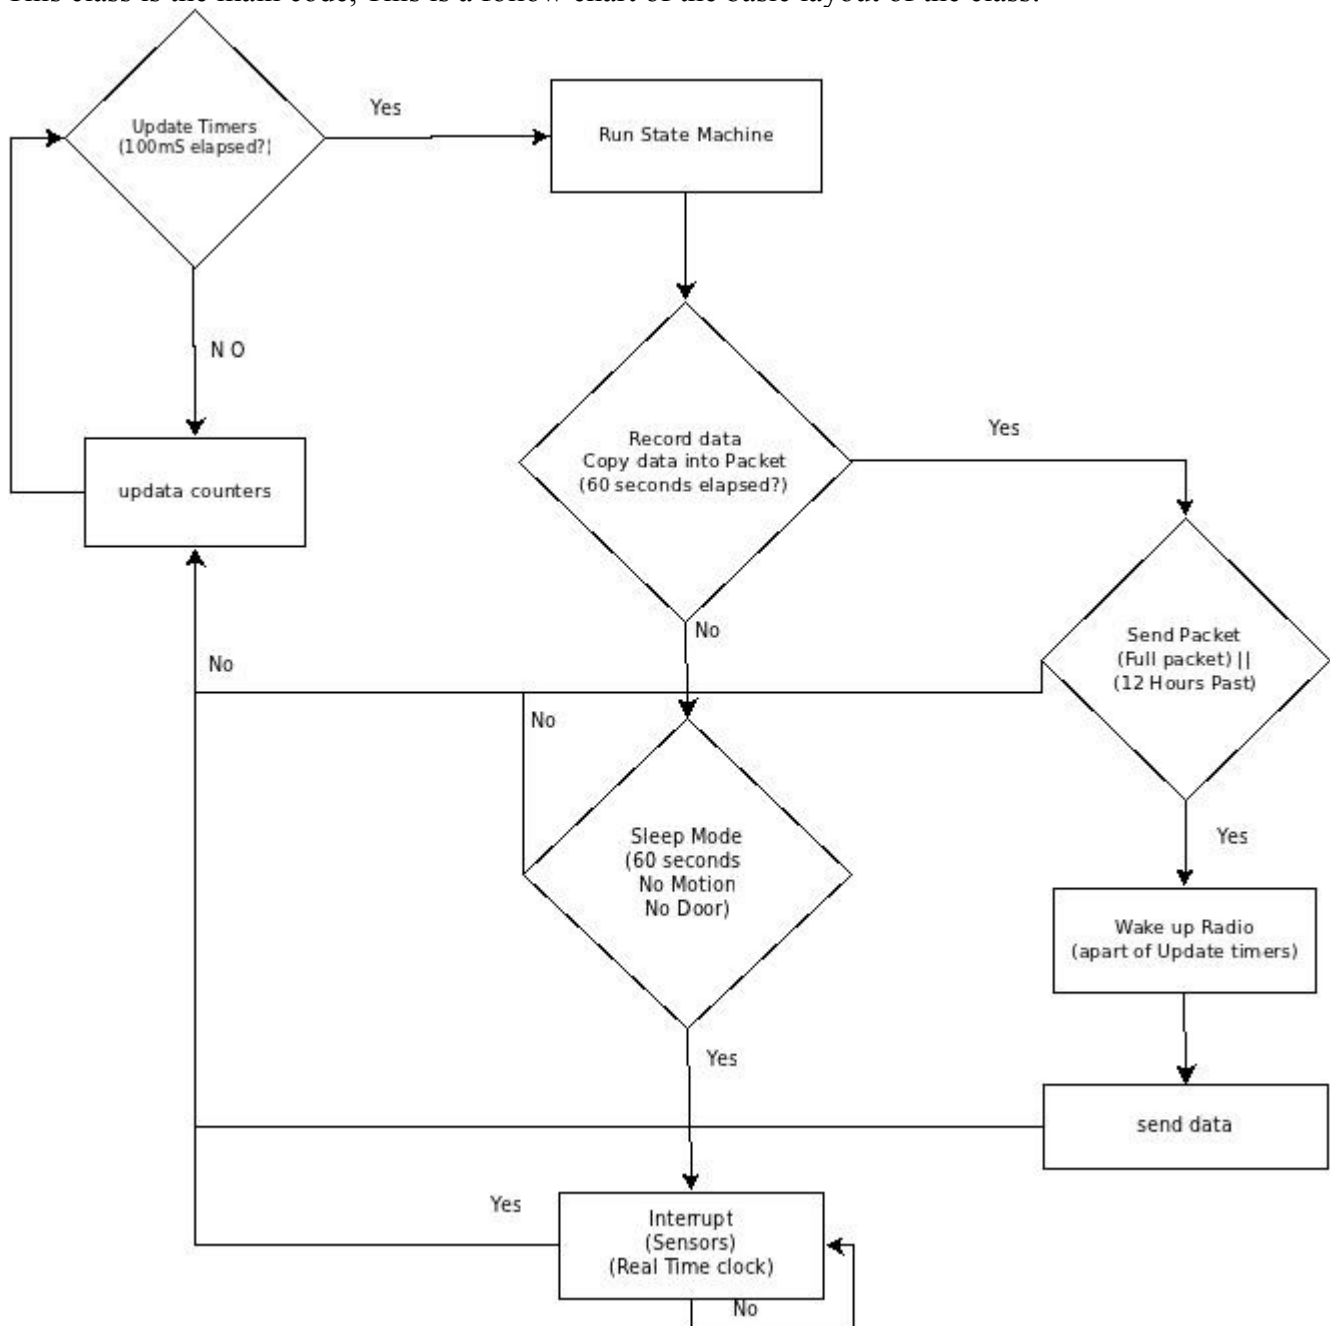 This class is the main code, This is a follow chart of the basic layout of the class.
Update Timers
(100mS elapsed?)
Yes
Run State Machine
N O
updata counters
Record data
Copy data into Packet
(60 seconds elapsed?)
Yes
No
Send Packet
(Full packet) ||
(12 Hours Past)
No
No
Sleep Mode
(60 seconds
No Motion
No Door)
Yes
Wake up Radio
(apart of Update timers)
Yes
send data
Yes
Interrupt
(Sensors)
(Real Time clock)
No